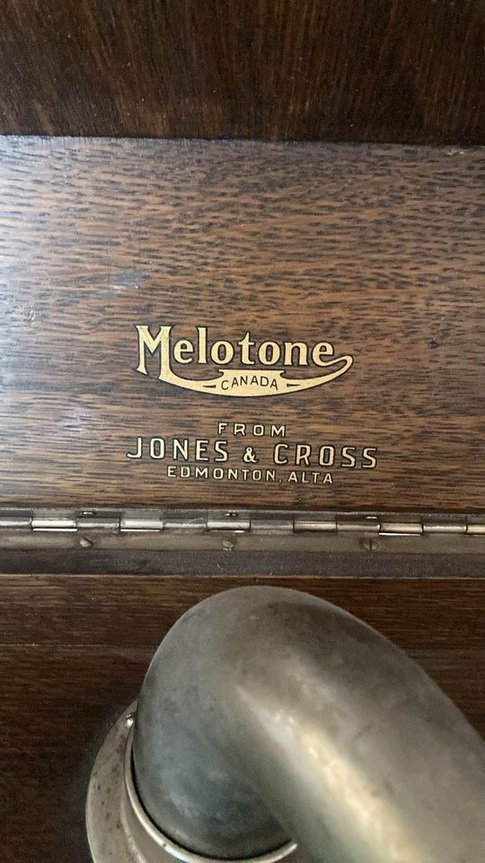 Melotone
CANADA
FROM
JONES & CROSS
EDMONTON, ALTA